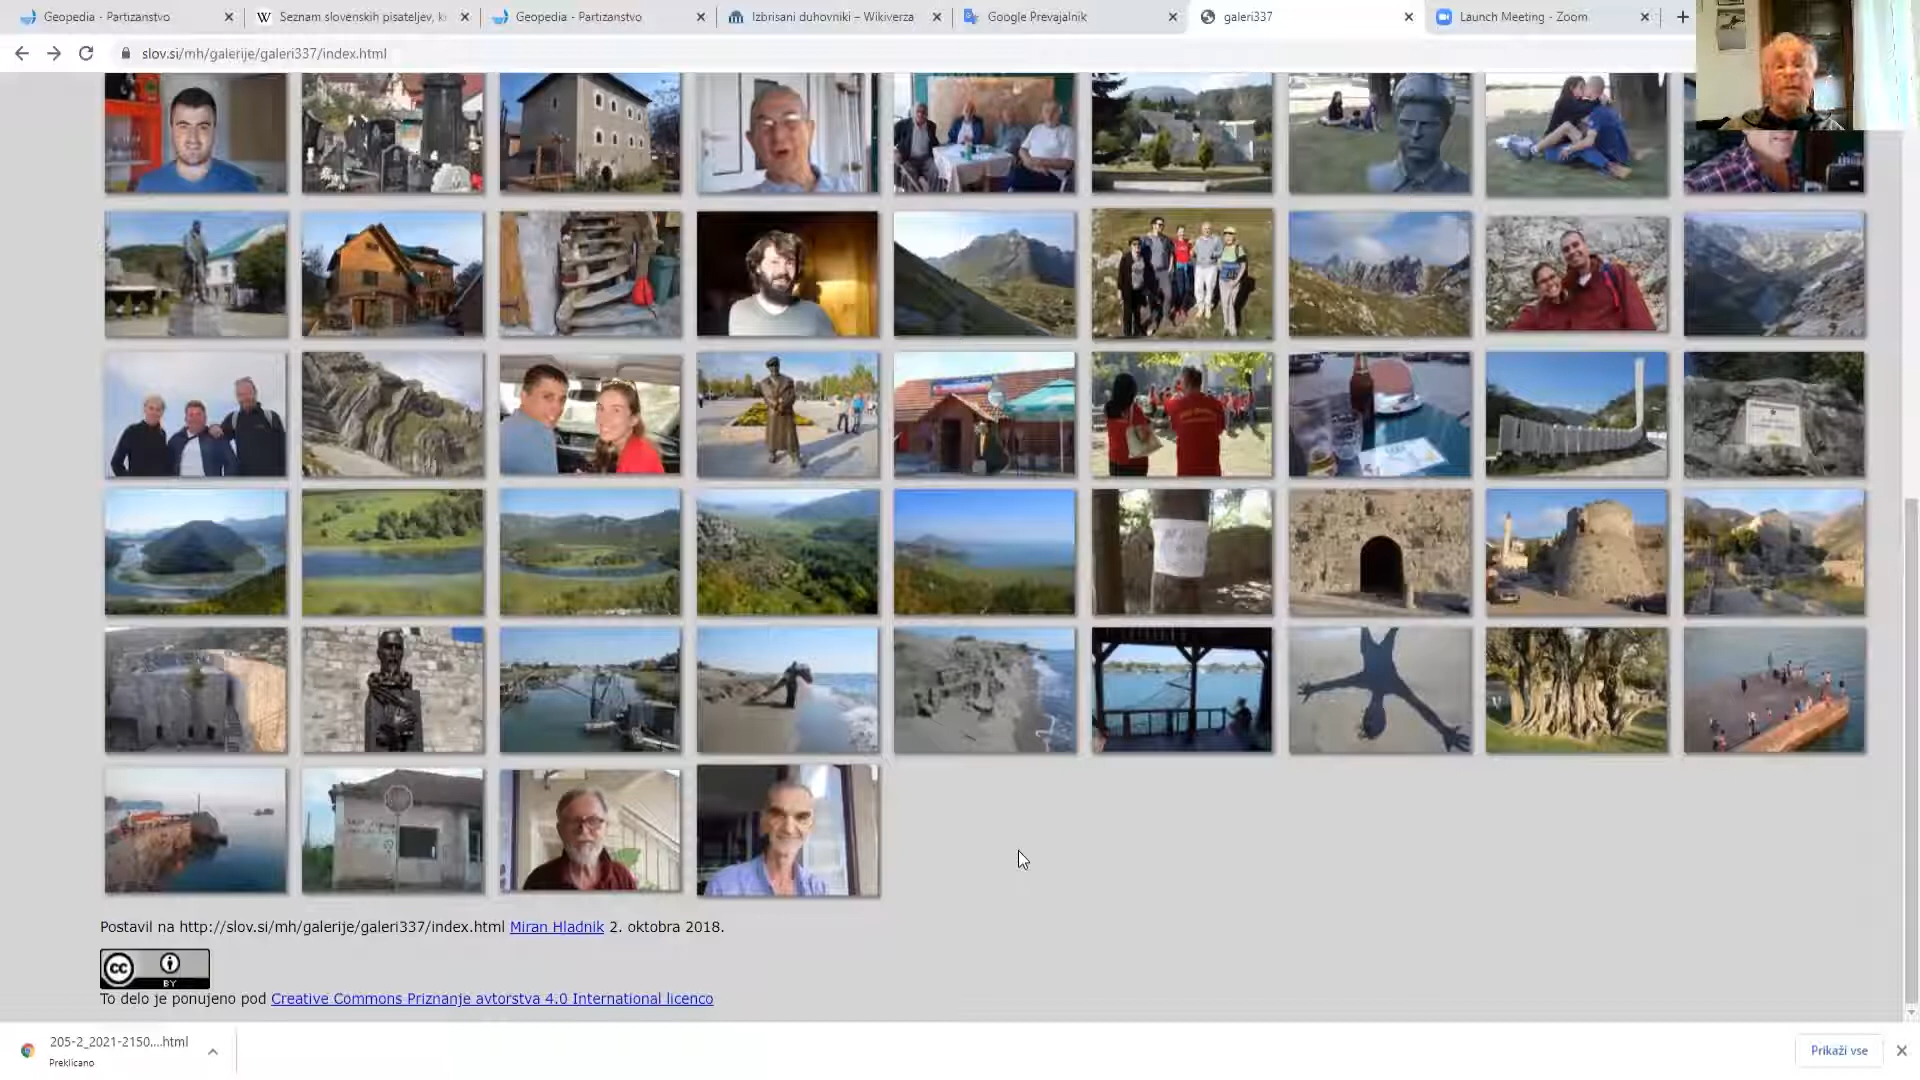 Geopedia - Partizanstvo
Seznam slovenskih pisateljev, k
Geopedia - Partizanstvo
Izbrisani duhovniki – Wikiverza
Google Prevajalnik
galeri337
Launch Meeting - Zoom
slov.si/mh/galerije/galeri337/index.html
Postavil na http://slov.si/mh/galerije/galeri337/index.html Miran Hladnik 2. oktobra 2018.
cc
BY
To delo je ponujeno pod Creative Commons Priznanje avtorstva 4.0 International licenco
205-2_2021-2150....html
Preklicano
Prikaži vse